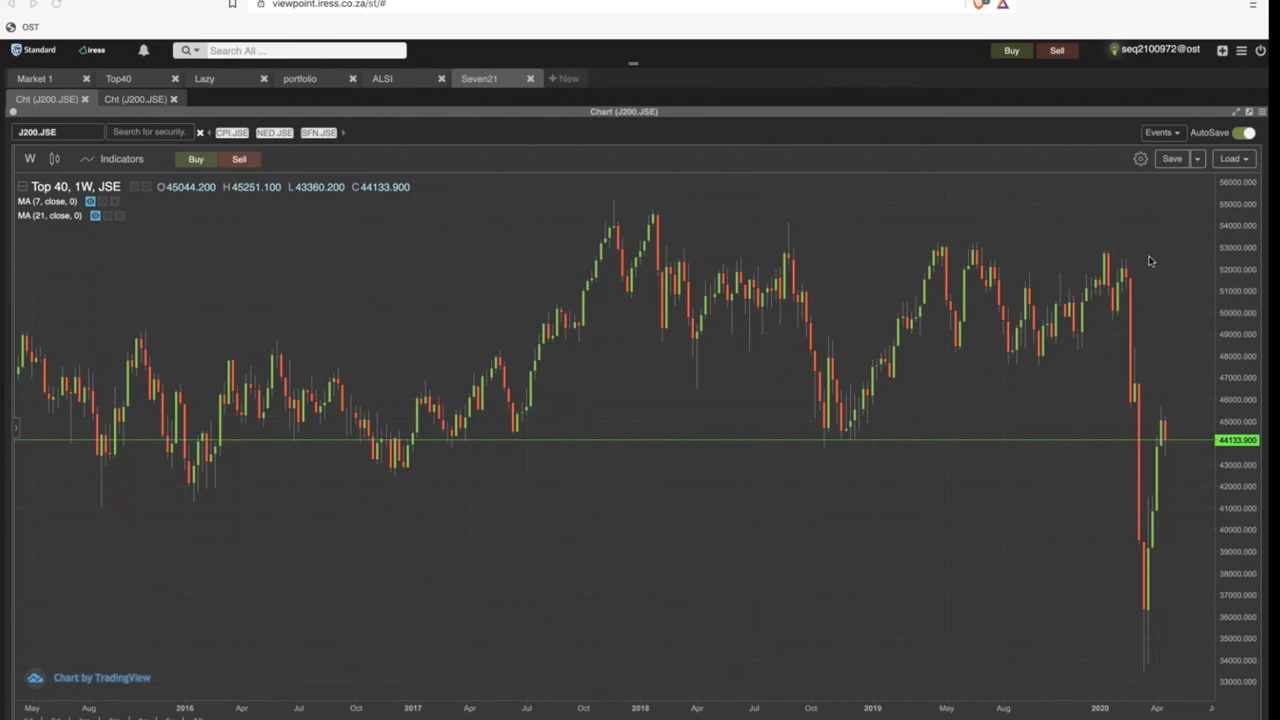 viewpoint.iress.co.za/st/#
OST
Standard iress Search All ... Buy Sell seq2100972@ost
Market 1 Top40 Lazy portfolio ALSI Seven21 New
Cht (J200.JSE) Cht (J200.JSE)
Chart (J200.JSE)
J200.JSE Search for security. CPI.JSE NED.JSE SFN.JSE Events AutoSave
W Indicators Buy Sell Save Load
Top 40, 1W, JSE O45044.200 H45251.100 L43360.200 C44133.900
MA (7, close, 0)
MA (21, close, 0)
56000.000
55000.000
54000.000
53000.000
52000.000
51000.000
50000.000
49000.000
48000.000
47000.000
46000.000
45000.000
44133.900
43000.000
42000.000
41000.000
40000.000
39000.000
38000.000
37000.000
36000.000
35000.000
34000.000
33000.000
Chart by TradingView
May Aug 2016 Apr Jul Oct 2017 Apr Jul Oct 2018 Apr Jul Oct 2019 May Aug 2020 Apr